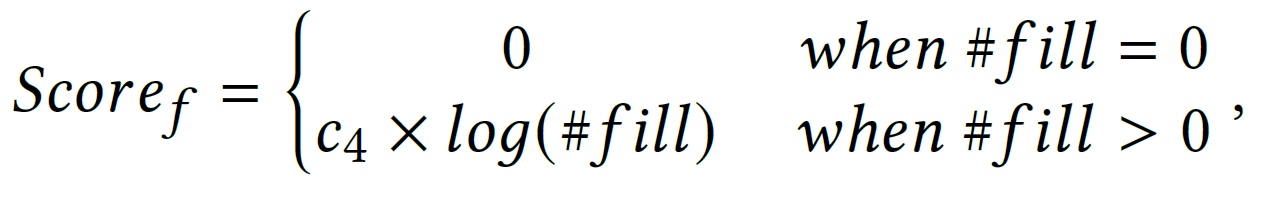 Score_f = { 0 when #fill = 0
c_4 × log(#fill) when #fill > 0 ,